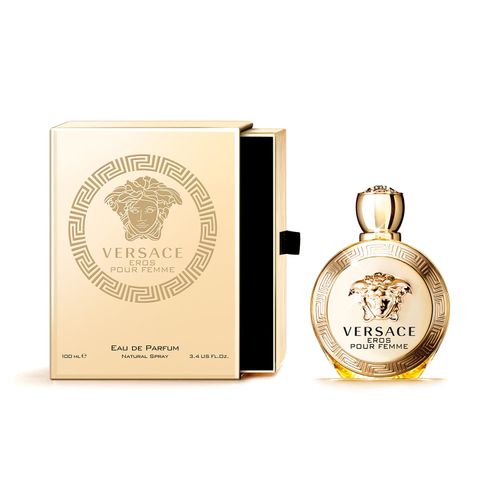 VERSACE
EROS
POUR FEMME
EAU DE PARFUM
100 ml ℮ NATURAL SPRAY 3.4 US FL.OZ.
VERSACE
EROS
POUR FEMME